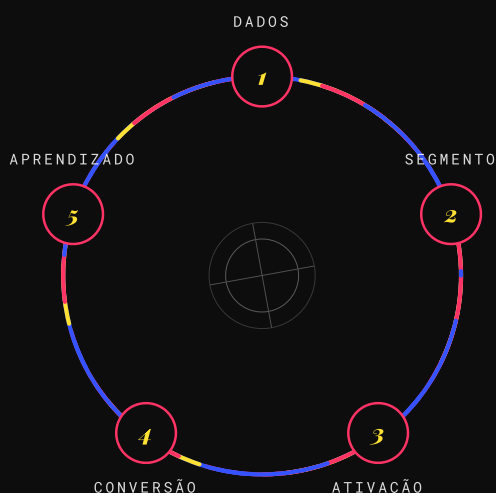 DADOS
1
APRENDIZADO
SEGMENTO
5
2
4
3
CONVERSÃO
ATIVAÇÃO